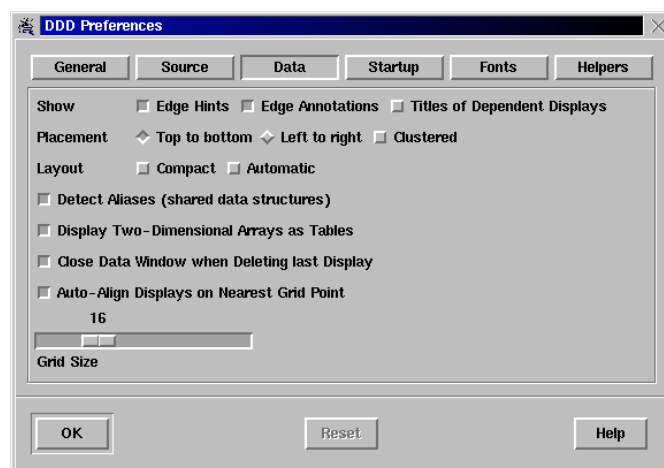 DDD Preferences
General Source Data Startup Fonts Helpers
Show Edge Hints Edge Annotations Titles of Dependent Displays
Placement Top to bottom Left to right Clustered
Layout Compact Automatic
Detect Aliases (shared data structures)
Display Two-Dimensional Arrays as Tables
Close Data Window when Deleting last Display
Auto-Align Displays on Nearest Grid Point
16
Grid Size
OK Reset Help